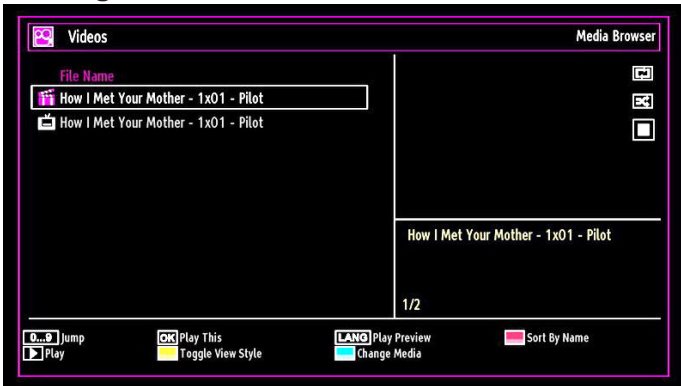 Videos
Media Browser
File Name
How I Met Your Mother - 1x01 - Pilot
How I Met Your Mother - 1x01 - Pilot
How I Met Your Mother - 1x01 - Pilot
1/2
0...9 Jump
OK Play This
LANG Play Preview
Sort By Name
Play
Toggle View Style
Change Media